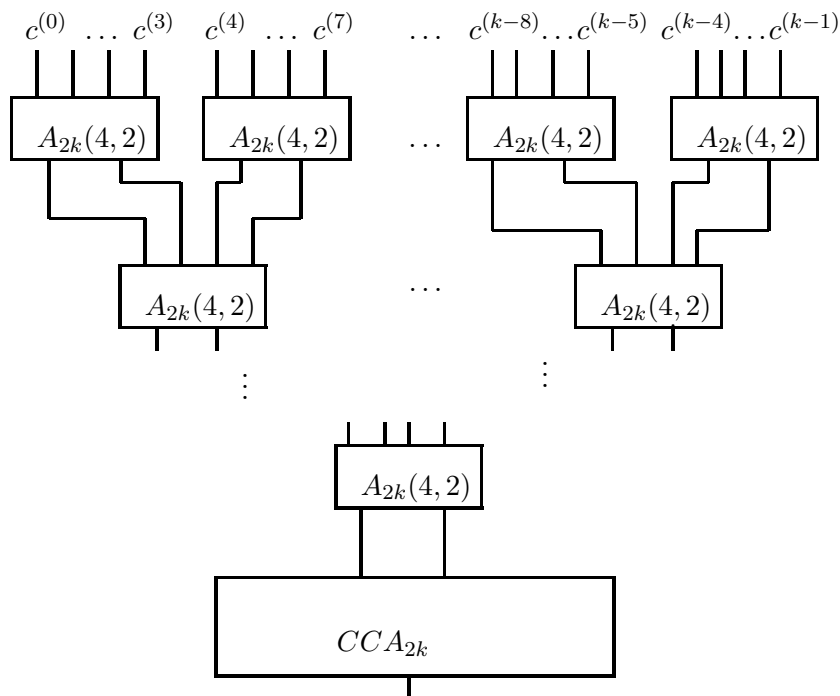 c^{(0)} … c^{(3)} c^{(4)} … c^{(7)} … c^{(k−8)} … c^{(k−5)} c^{(k−4)} … c^{(k−1)}
A_{2k}(4, 2) A_{2k}(4, 2) … A_{2k}(4, 2) A_{2k}(4, 2)
A_{2k}(4, 2) … A_{2k}(4, 2)
⋮ ⋮
A_{2k}(4, 2)
CCA_{2k}